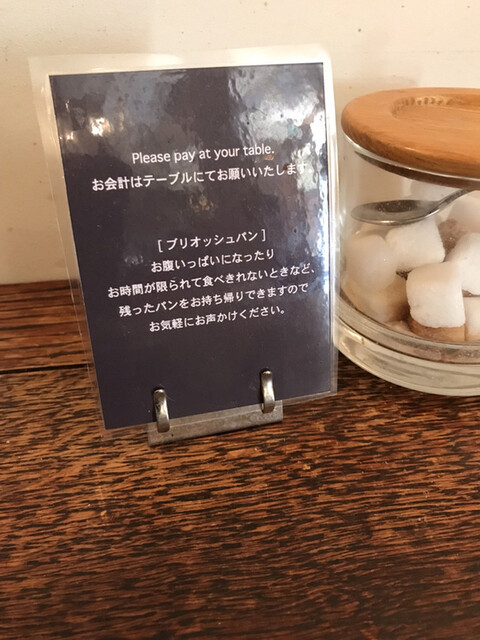 Please pay at your table.
お会計はテーブルにてお願いいたします。
[ ブリオッシュパン ]
お腹いっぱいになったり
お時間が限られて食べきれないときなど、
残ったパンをお持ち帰りできますので
お気軽にお声かけください。